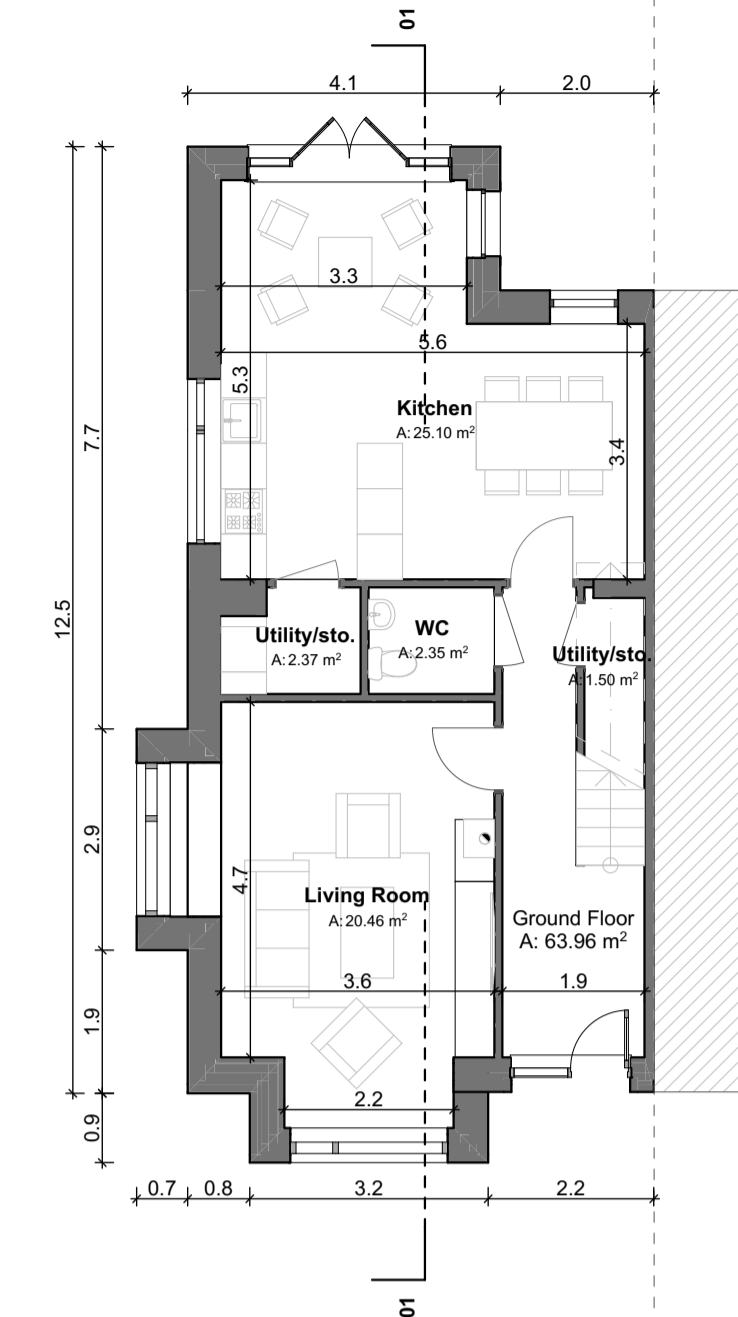 01
4.1
2.0
3.3
5.6
5.3
Kitchen
A: 25.10 m²
3.4
7.7
12.5
Utility/sto.
A: 2.37 m²
WC
A: 2.35 m²
Utility/sto.
A: 1.50 m²
2.9
4.7
Living Room
A: 20.46 m²
Ground Floor
A: 63.96 m²
3.6
1.9
1.9
2.2
0.9
0.7
0.8
3.2
2.2
01